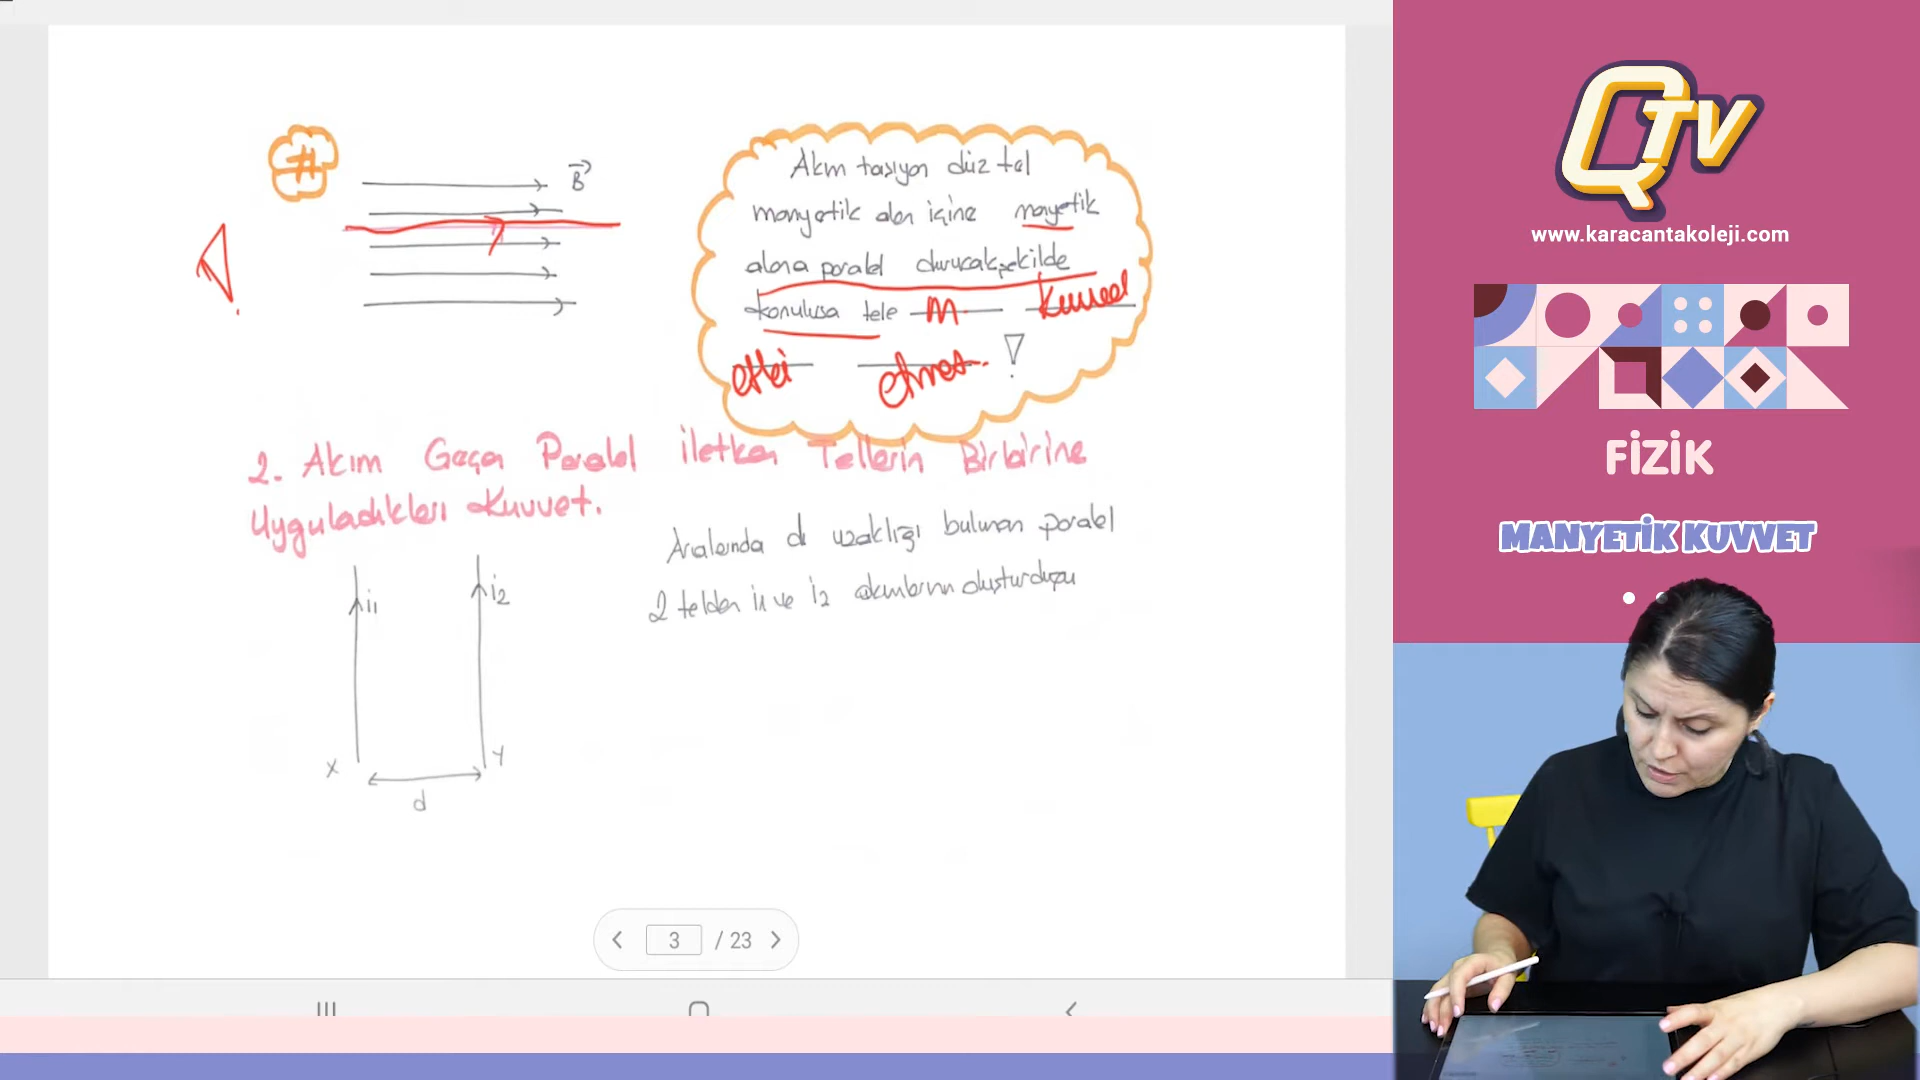 #
B
Akım taşıyan düz tel
manyetik alan içine manyetik
alana paralel duracak şekilde
konulursa tele M. Kuvvet
etki etmez. !
2. Akım Geçen Paralel iletken Tellerin Birbirine
Uyguladıkları Kuvvet.
Aralarında d uzaklığı bulunan paralel
2 telden i1 ve i2 akımlarının oluşturduğu
i1
i2
X
Y
d
3 / 23
QTV
www.karacantakoleji.com
FİZİK
MANYETİK KUVVET